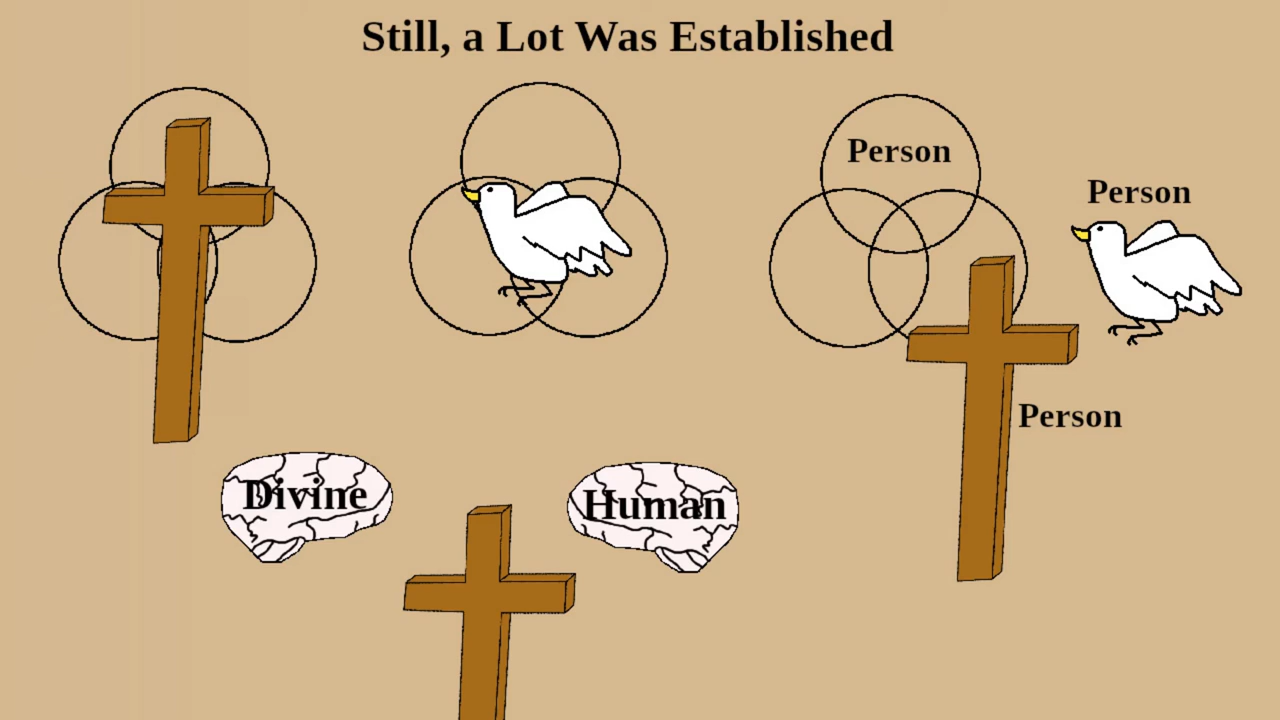 Still, a Lot Was Established
Person
Person
Person
Divine
Human